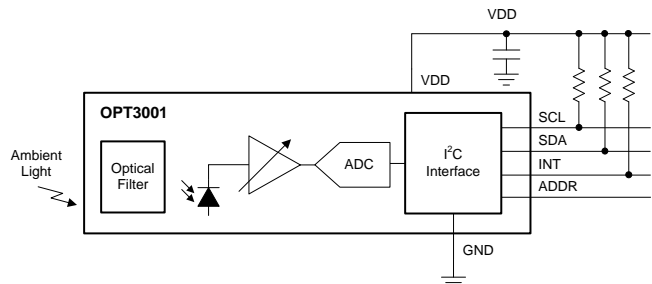 VDD
VDD
OPT3001
SCL
SDA
INT
ADDR
Ambient
Light
Optical
Filter
ADC
I²C
Interface
GND